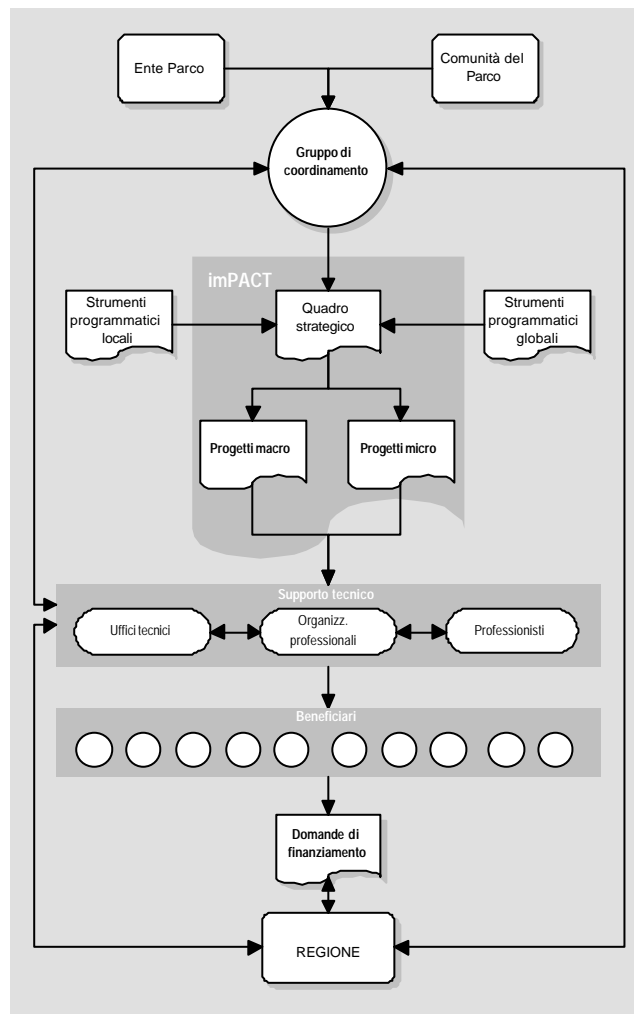 Ente Parco
Comunità del
Parco
Gruppo di
coordinamento
imPACT
Strumenti
programmatici
locali
Quadro
strategico
Strumenti
programmatici
globali
Progetti macro
Progetti micro
Supporto tecnico
Uffici tecnici
Organizz.
professionali
Professionisti
Beneficiari
Domande di
finanziamento
REGIONE